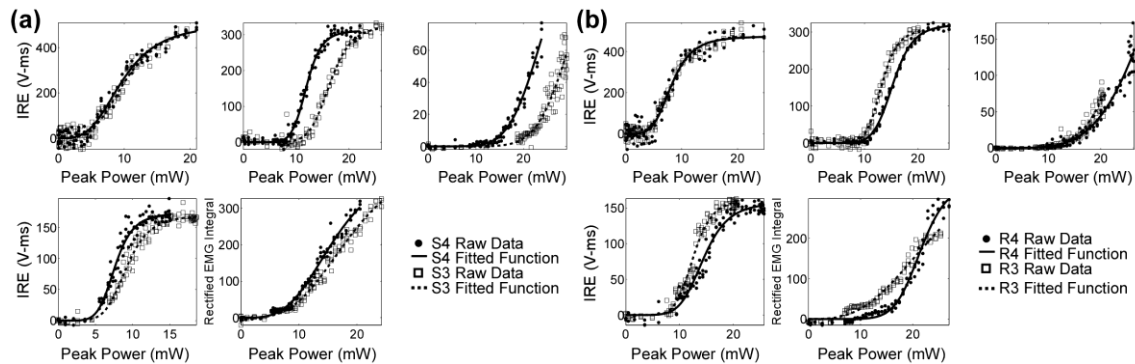 (a)
(b)
IRE (V-ms)
400
200
0
0
10
20
Peak Power (mW)
300
200
100
0
0
10
20
Peak Power (mW)
60
40
20
0
0
10
20
Peak Power (mW)
IRE (V-ms)
400
200
0
0
10
20
Peak Power (mW)
300
200
100
0
0
10
20
Peak Power (mW)
150
100
50
0
0
10
20
Peak Power (mW)
IRE (V-ms)
150
100
50
0
0
5
10
15
Peak Power (mW)
Rectified EMG Integral
300
200
100
0
0
10
20
Peak Power (mW)
S4 Raw Data
S4 Fitted Function
S3 Raw Data
S3 Fitted Function
IRE (V-ms)
150
100
50
0
0
10
20
Peak Power (mW)
Rectified EMG Integral
200
100
0
0
10
20
Peak Power (mW)
R4 Raw Data
R4 Fitted Function
R3 Raw Data
R3 Fitted Function